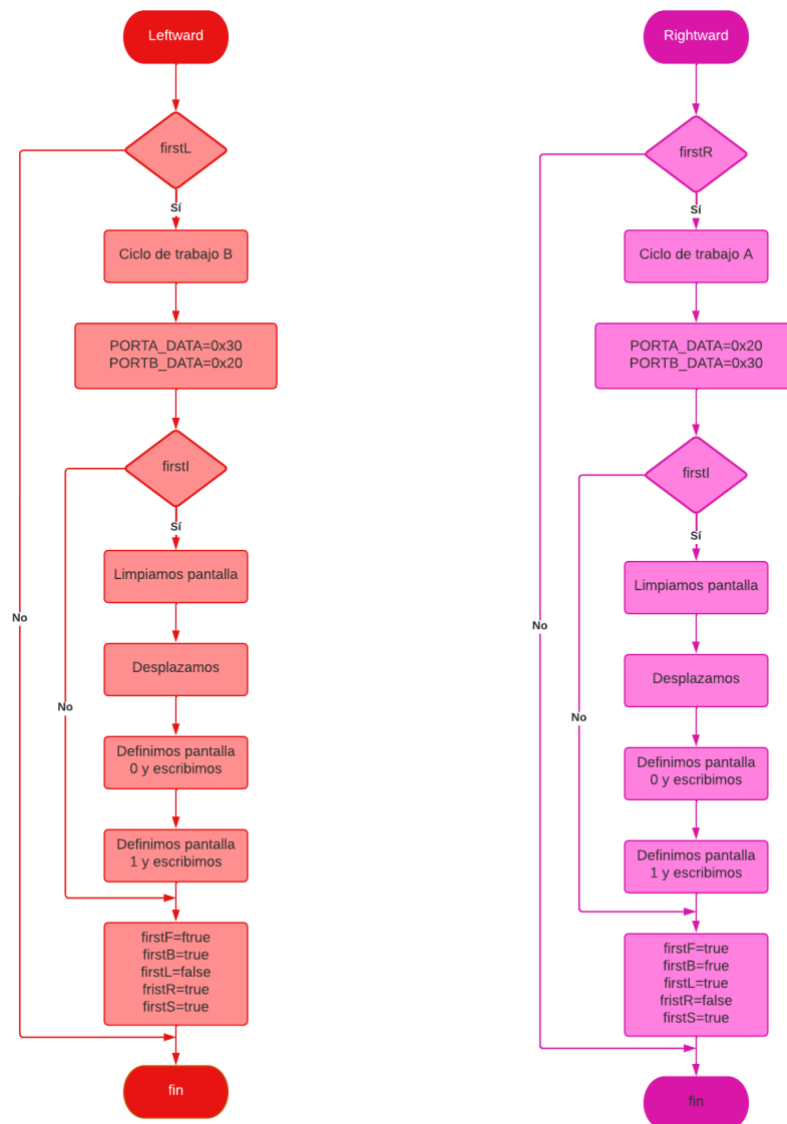 Leftward
firstL
Sí
Ciclo de trabajo B
PORTA_DATA=0x30
PORTB_DATA=0x20
firstI
Sí
Limpiamos pantalla
No
Desplazamos
No
Definimos pantalla
0 y escribimos
Definimos pantalla
1 y escribimos
firstF=ftrue
firstB=true
firstL=false
fristR=true
firstS=true
fin
Rightward
firstR
Sí
Ciclo de trabajo A
PORTA_DATA=0x20
PORTB_DATA=0x30
firstI
Sí
Limpiamos pantalla
No
Desplazamos
No
Definimos pantalla
0 y escribimos
Definimos pantalla
1 y escribimos
firstF=true
firstB=frue
firstL=true
fristR=false
firstS=true
fin